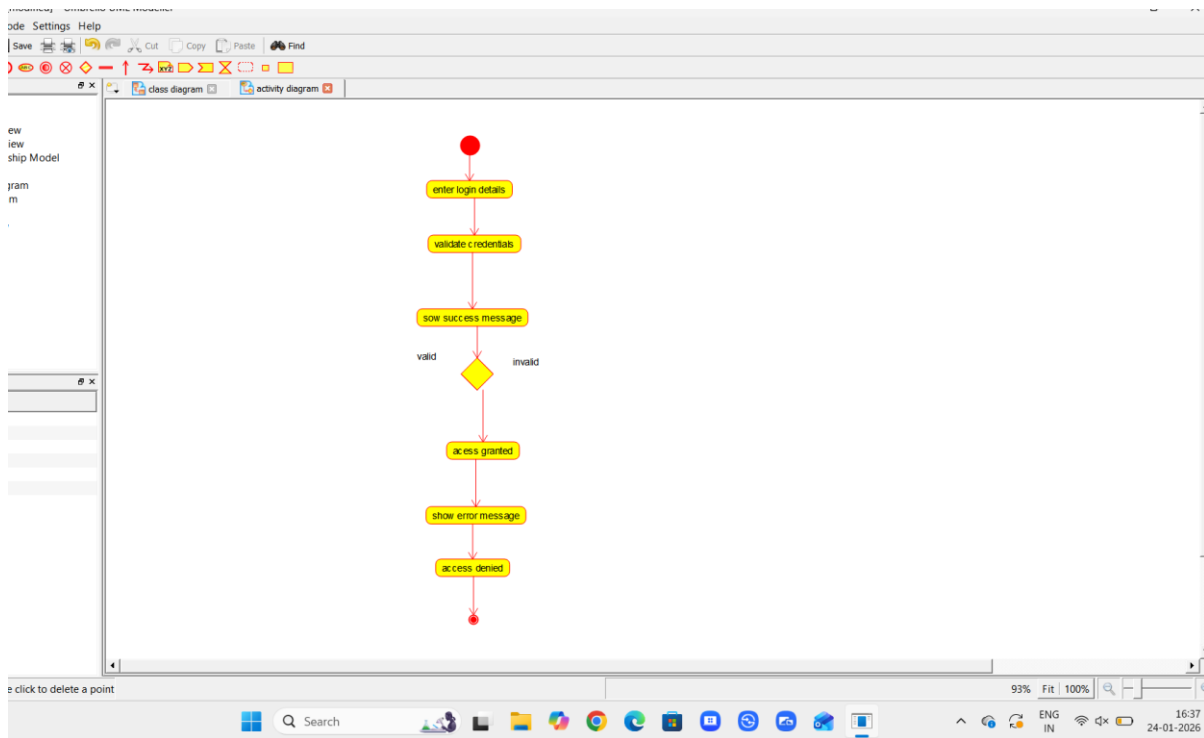 ode Settings Help
Save Cut Copy Paste Find
class diagram activity diagram
ew
iew
ship Model
gram
m
enter login details
validate credentials
sow success message
valid
invalid
acess granted
show error message
access denied
e click to delete a point
93% Fit 100%
Search
ENG
IN
16:37
24-01-2026